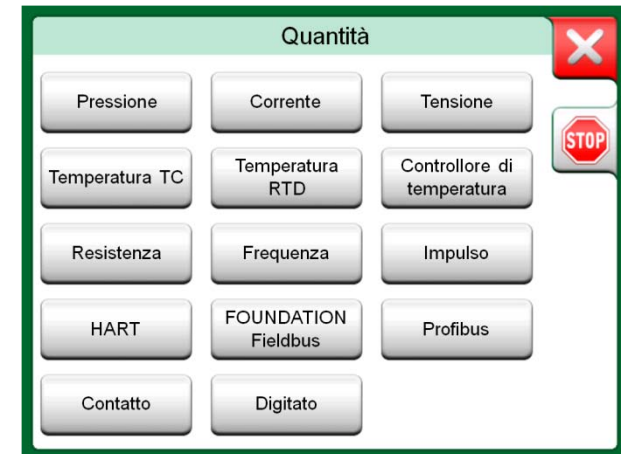 Quantità
Pressione
Corrente
Tensione
STOP
Temperatura TC
Temperatura
RTD
Controllore di
temperatura
Resistenza
Frequenza
Impulso
HART
FOUNDATION
Fieldbus
Profibus
Contatto
Digitato